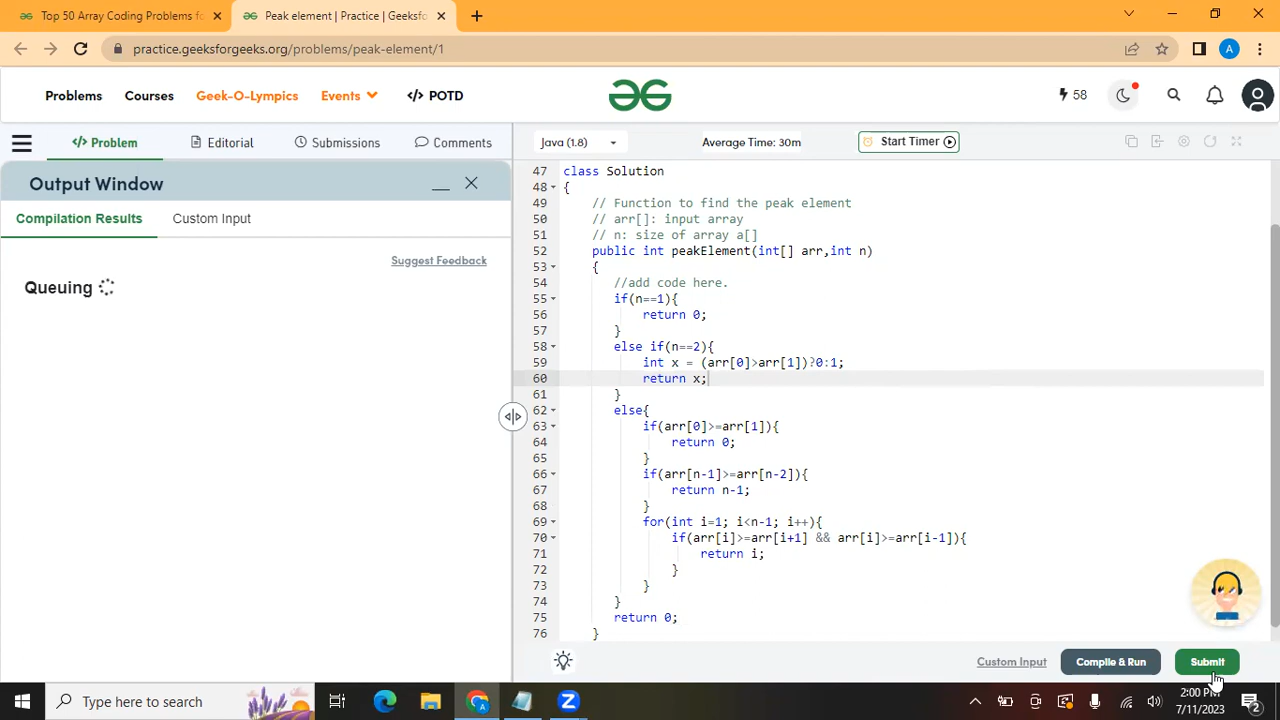 Top 50 Array Coding Problems fo
Peak element | Practice | Geeksfo
practice.geeksforgeeks.org/problems/peak-element/1
A
Problems
Courses
Geek-O-Lympics
Events
</> POTD
58
</> Problem
Editorial
Submissions
Comments
Java (1.8)
Average Time: 30m
Start Timer
Output Window
Compilation Results
Custom Input
Suggest Feedback
Queuing
47 class Solution
48 {
49 // Function to find the peak element
50 // arr[]: input array
51 // n: size of array a[]
52 public int peakElement(int[] arr,int n)
53 {
54 //add code here.
55 if(n==1){
56 return 0;
57 }
58 else if(n==2){
59 int x = (arr[0]>arr[1])?0:1;
60 return x;
61 }
62 else{
63 if(arr[0]>=arr[1]){
64 return 0;
65 }
66 if(arr[n-1]>=arr[n-2]){
67 return n-1;
68 }
69 for(int i=1; i<n-1; i++){
70 if(arr[i]>=arr[i+1] && arr[i]>=arr[i-1]){
71 return i;
72 }
73 }
74 }
75 return 0;
76 }
Custom Input
Compile & Run
Submit
Type here to search
2:00 PM
7/11/2023
2